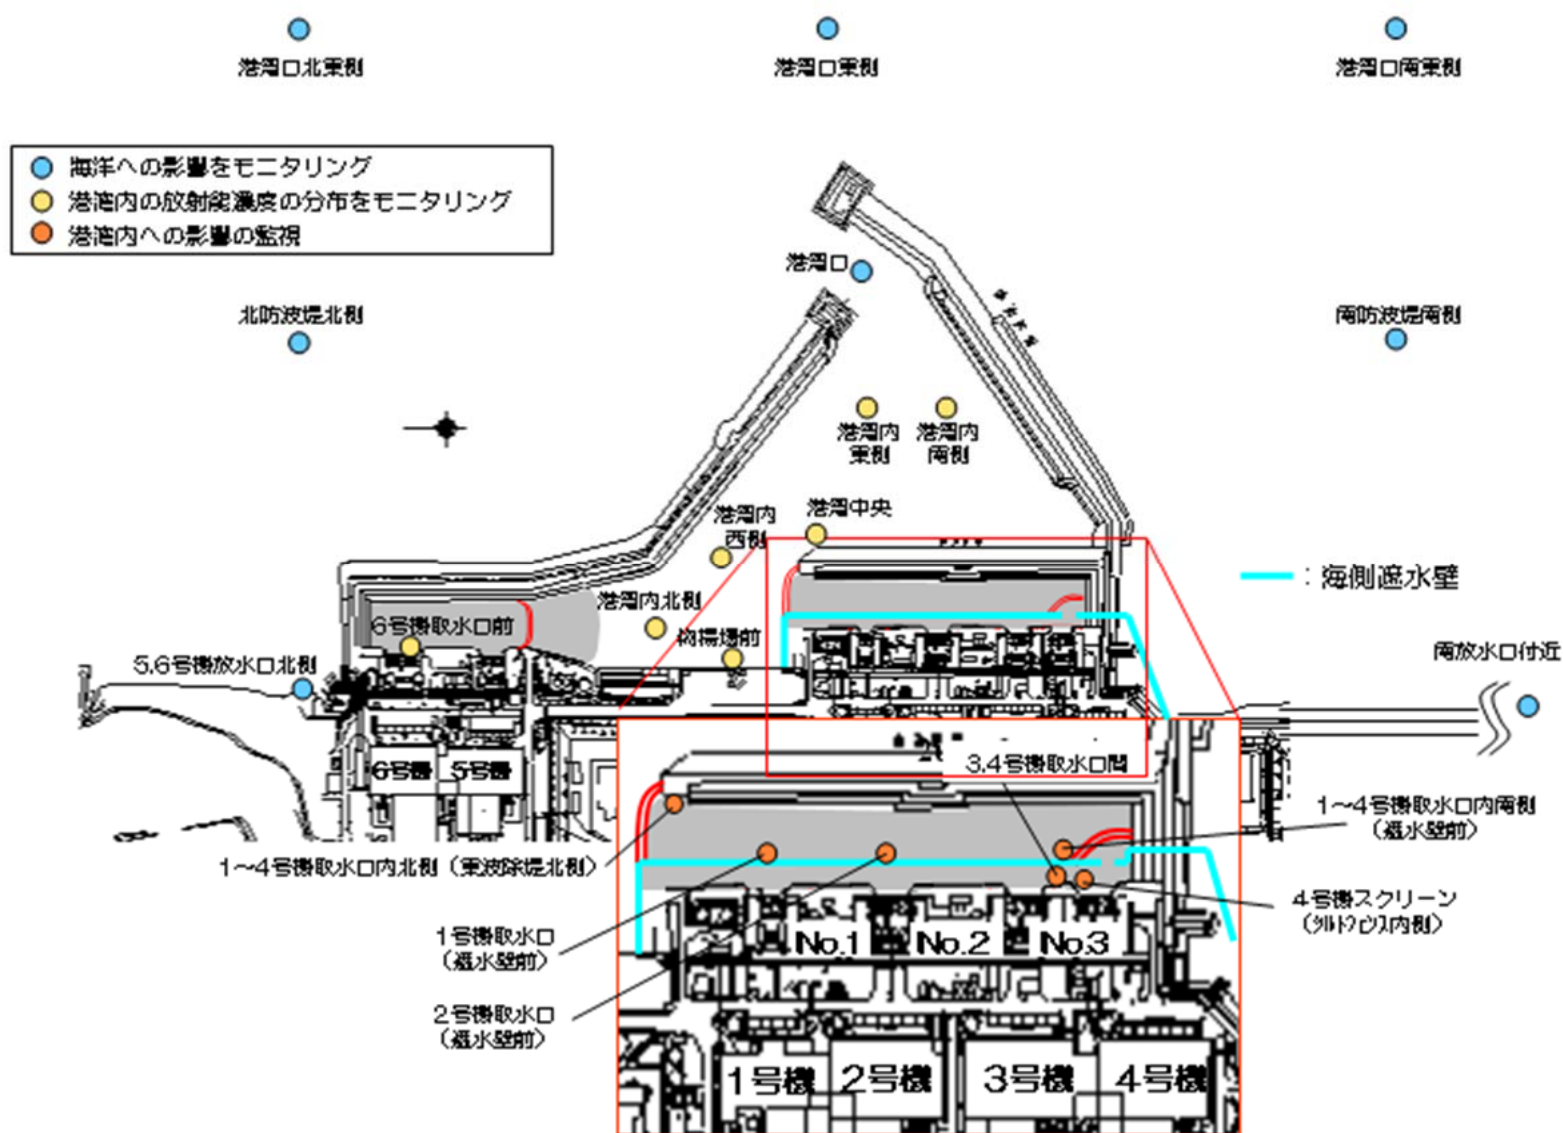 港湾口北東側
港湾口東側
港湾口南東側
海洋への影響をモニタリング
港湾内の放射能濃度の分布をモニタリング
港湾内への影響の監視
港湾口
北防波堤北側
南防波堤南側
港湾内
東側
港湾内
南側
港湾中央
港湾内
西側
：海側遮水壁
港湾内北側
6号機取水口前
物揚場前
5,6号機放水口北側
南放水口付近
6号機
5号機
3,4号機取水口間
1～4号機取水口内南側
（遮水壁前）
1～4号機取水口内北側（東波除堤北側）
4号機スクリーン
（ｼﾙﾄﾌｪﾝｽ内側）
1号機取水口
（遮水壁前）
No.1
No.2
No.3
2号機取水口
（遮水壁前）
1号機
2号機
3号機
4号機